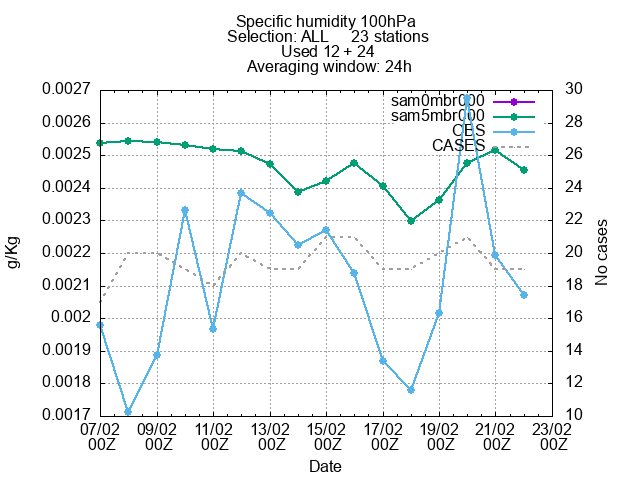 Specific humidity 100hPa
Selection: ALL 23 stations
Used 12 + 24
Averaging window: 24h
sam0mbr000
sam5mbr000
OBS
CASES
g/Kg
0.0027
0.0026
0.0025
0.0024
0.0023
0.0022
0.0021
0.002
0.0019
0.0018
0.0017
30
28
26
24
22
20
18
16
14
12
10
No cases
07/02 09/02 11/02 13/02 15/02 17/02 19/02 21/02 23/02
00Z 00Z 00Z 00Z 00Z 00Z 00Z 00Z 00Z
Date